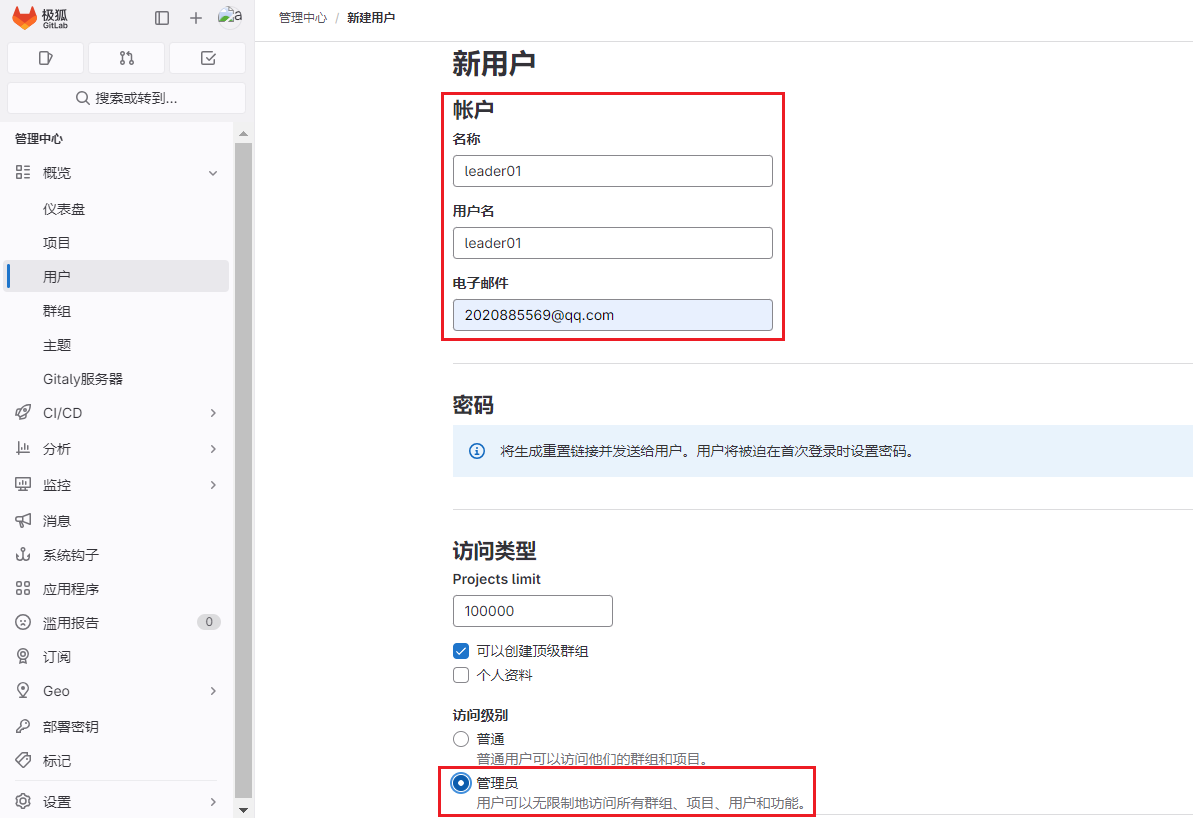 极狐
GitLab
a
搜索或转到...
管理中心
概览
仪表盘
项目
用户
群组
主题
Gitaly服务器
CI/CD
分析
监控
消息
系统钩子
应用程序
滥用报告 0
订阅
Geo
部署密钥
标记
设置
管理中心 / 新建用户
新用户
帐户
名称
leader01
用户名
leader01
电子邮件
2020885569@qq.com
密码
将生成重置链接并发送给用户。用户将被迫在首次登录时设置密码。
访问类型
Projects limit
100000
可以创建顶级群组
个人资料
访问级别
普通
普通用户可以访问他们的群组和项目。
管理员
用户可以无限制地访问所有群组、项目、用户和功能。